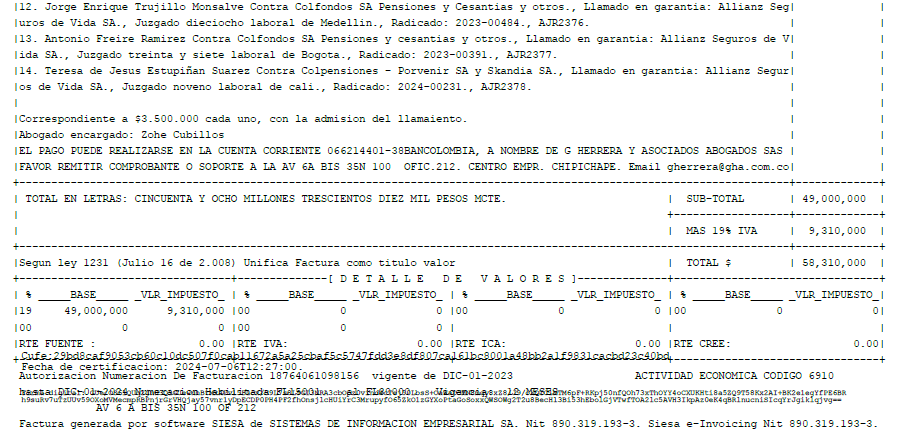 |12. Jorge Enrique Trujillo Monsalve Contra Colfondos SA Pensiones y Cesantias y otros., Llamado en garantia: Allianz Seg|
uros de Vida SA., Juzgado dieciocho laboral de Medellin., Radicado: 2023-00484., AJR2376.
|13. Antonio Freire Ramirez Contra Colfondos SA Pensiones y cesantias y otros., Llamado en garantia: Allianz Seguros de V|
|ida SA., Juzgado treinta y siete laboral de Bogota., Radicado: 2023-00391., AJR2377.
|14. Teresa de Jesus Estupiñan Suarez Contra Colpensiones - Porvenir SA y Skandia SA., Llamado en garantia: Allianz Segur|
|os de Vida SA., Juzgado noveno laboral de cali., Radicado: 2024-00231., AJR2378.
|Correspondiente a $3.500.000 cada uno, con la admision del llamaiento.
|Abogado encargado: Zohe Cubillos
|EL PAGO PUEDE REALIZARSE EN LA CUENTA CORRIENTE 066214401-38BANCOLOMBIA, A NOMBRE DE G HERRERA Y ASOCIADOS ABOGADOS SAS |
|FAVOR REMITIR COMPROBANTE O SOPORTE A LA AV 6A BIS 35N 100 OFIC.212. CENTRO EMPR. CHIPICHAPE. Email gherrera@gha.com.co|
| TOTAL EN LETRAS: CINCUENTA Y OCHO MILLONES TRESCIENTOS DIEZ MIL PESOS MCTE. | SUB-TOTAL | 49,000,000 |
| MAS 19% IVA | 9,310,000 |
|Segun ley 1231 (Julio 16 de 2.008) Unifica Factura como titulo valor | TOTAL $ | 58,310,000 |
[ D E T A L L E D E V A L O R E S ]
| % _____BASE_____ _VLR_IMPUESTO_ | % _____BASE_____ _VLR_IMPUESTO_ | % _____BASE_____ _VLR_IMPUESTO_ | % _____BASE_____ _VLR_IMPUESTO_|
|19 49,000,000 9,310,000 |00 0 0 |00 0 0 |00 0 0|
|00 0 0 |00 0 0 | | |
|RTE FUENTE : 0.00 |RTE IVA: 0.00 |RTE ICA: 0.00 |RTE CREE: 0.00|
Fecha de certificacion: 2024-07-06T12:27:00.
Autorizacion Numeracion De Facturacion 18764061098156 vigente de DIC-01-2023 ACTIVIDAD ECONOMICA CODIGO 6910
AV 6 A BIS 35N 100 OF 212
Factura generada por software SIESA de SISTEMAS DE INFORMACION EMPRESARIAL SA. Nit 890.319.193-3. Siesa e-Invoicing Nit 890.319.193-3.